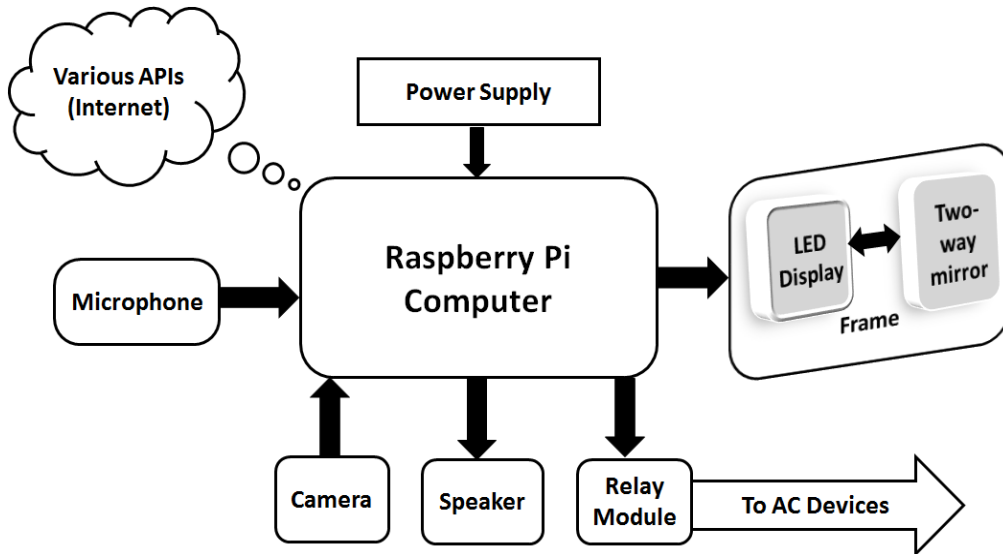 Various APIs
(Internet)
Power Supply
Raspberry Pi
Computer
Microphone
LED
Display
Two-
way
mirror
Frame
Camera
Speaker
Relay
Module
To AC Devices